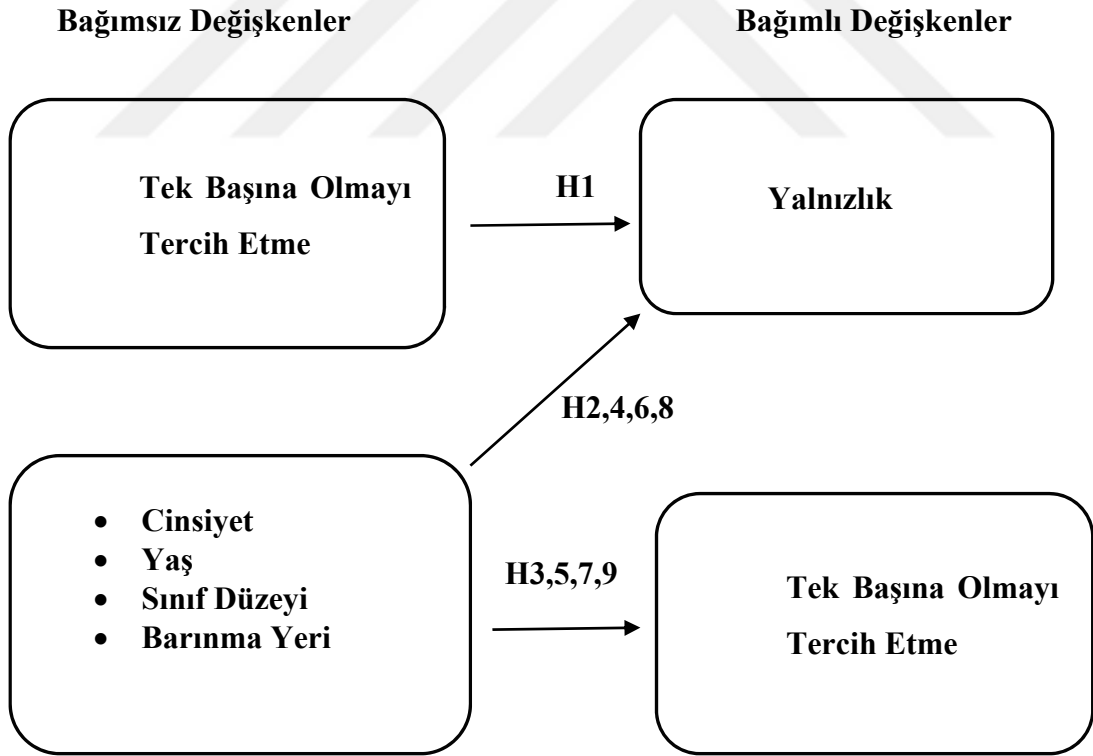 Bağımsız Değişkenler
Bağımlı Değişkenler
Tek Başına Olmayı
Tercih Etme
H1
Yalnızlık
H2,4,6,8
• Cinsiyet
• Yaş
• Sınıf Düzeyi
• Barınma Yeri
H3,5,7,9
Tek Başına Olmayı
Tercih Etme